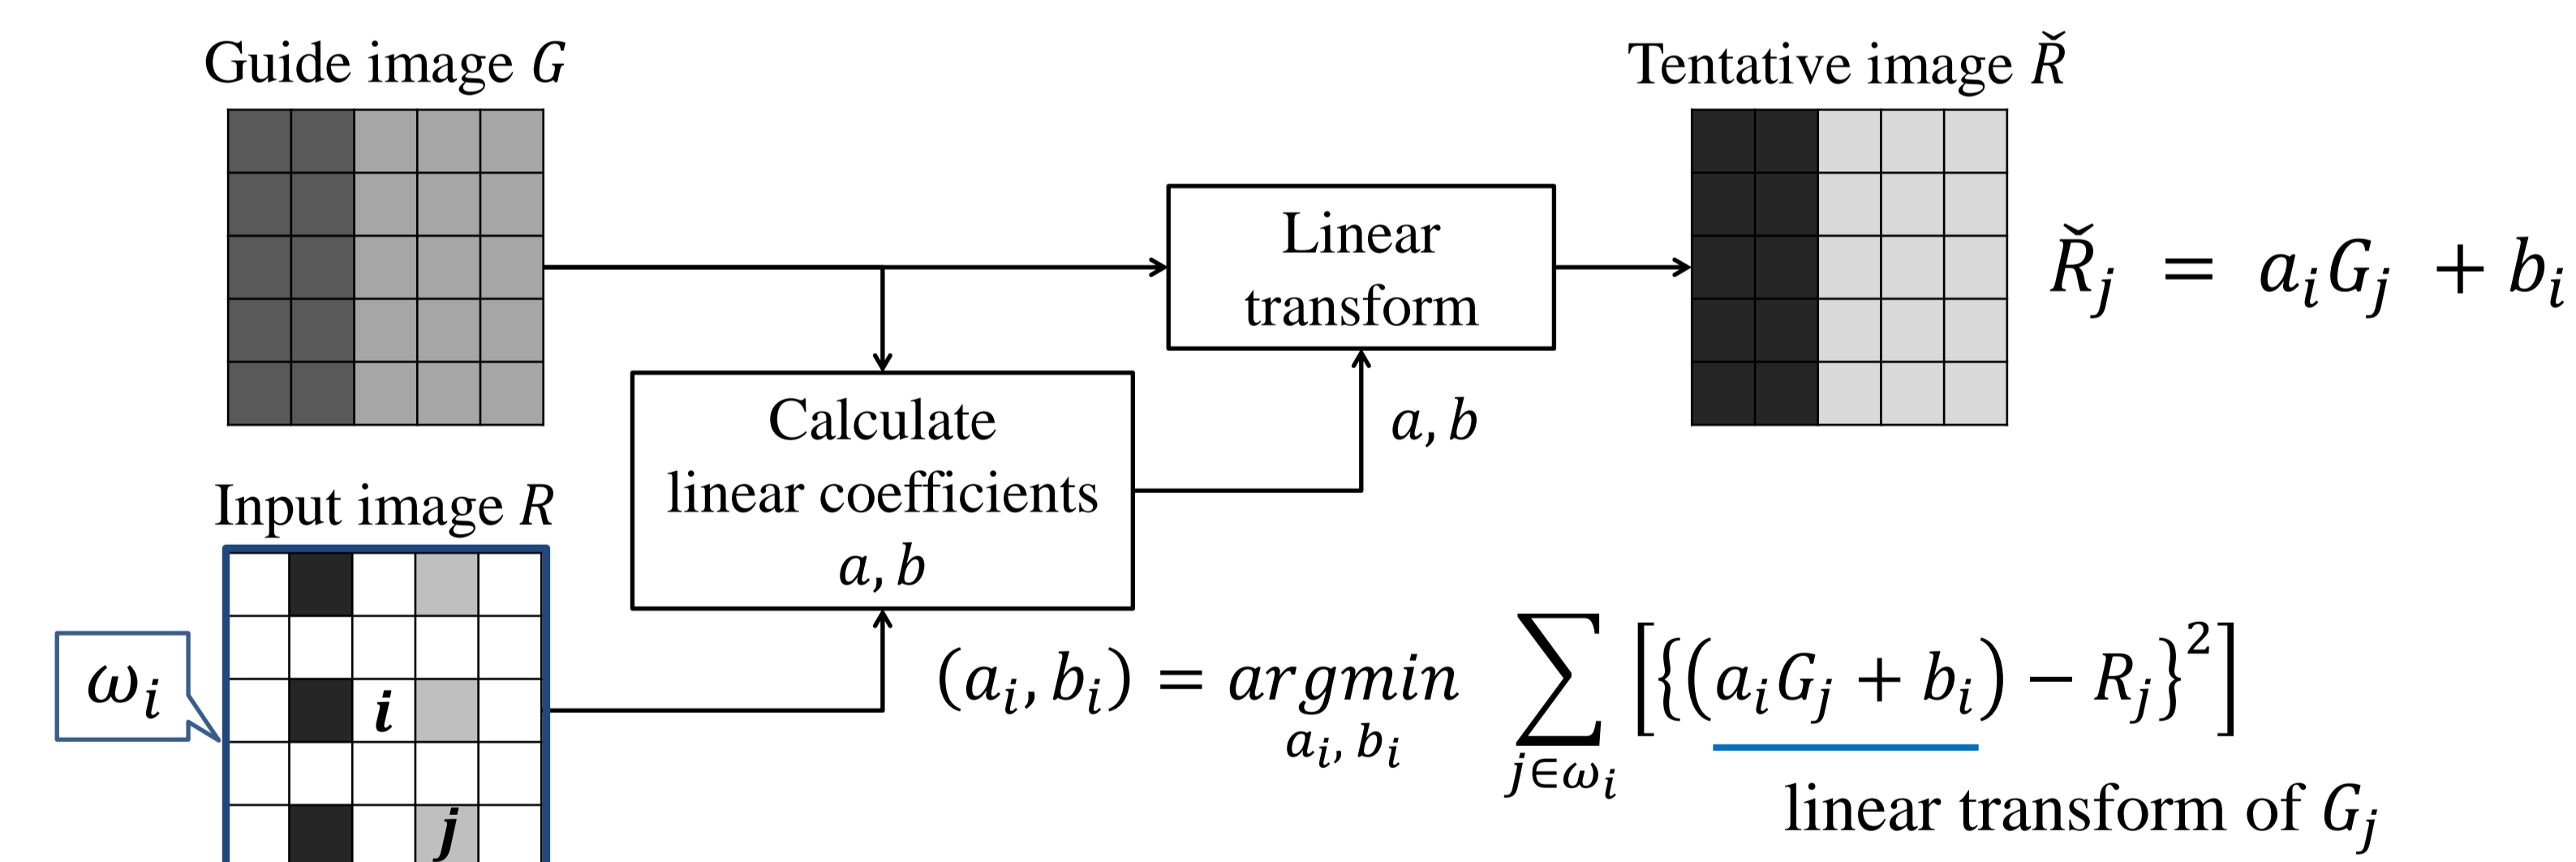 Guide image G
Tentative image Ř
Linear
transform
Ř_j = a_i G_j + b_i
Calculate
linear coefficients
a, b
a, b
Input image R
ω_i
i
j
(a_i, b_i) = argmin_{a_i, b_i} ∑_{j∈ω_i} [{(a_i G_j + b_i) − R_j}^2]
linear transform of G_j